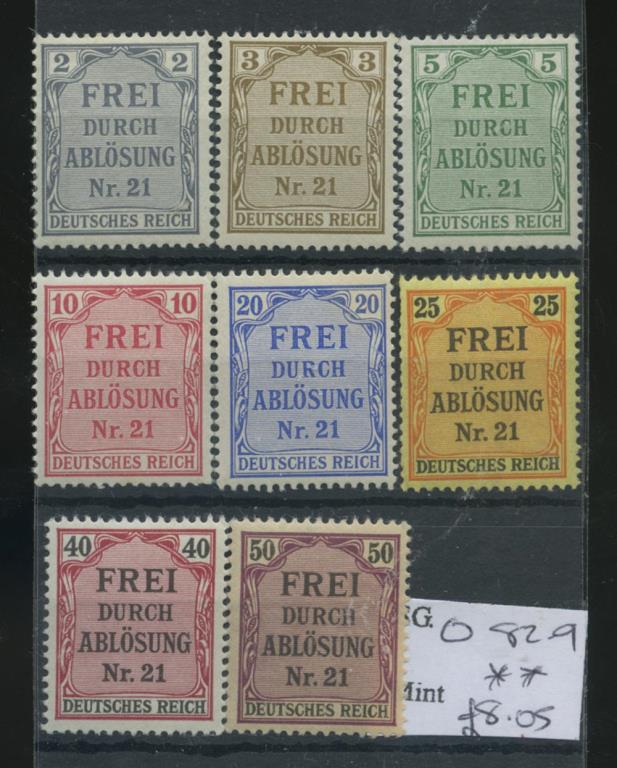 2 2
FREI
DURCH
ABLÖSUNG
Nr. 21
DEUTSCHES REICH
3 3
FREI
DURCH
ABLÖSUNG
Nr. 21
DEUTSCHES REICH
5 5
FREI
DURCH
ABLÖSUNG
Nr. 21
DEUTSCHES REICH
10 10
FREI
DURCH
ABLÖSUNG
Nr. 21
DEUTSCHES REICH
20 20
FREI
DURCH
ABLÖSUNG
Nr. 21
DEUTSCHES REICH
25 25
FREI
DURCH
ABLÖSUNG
Nr. 21
DEUTSCHES REICH
40 40
FREI
DURCH
ABLÖSUNG
Nr. 21
DEUTSCHES REICH
50 50
FREI
DURCH
ABLÖSUNG
Nr. 21
DEUTSCHES REICH
SG. O 82.9
**
Mint
£8.05